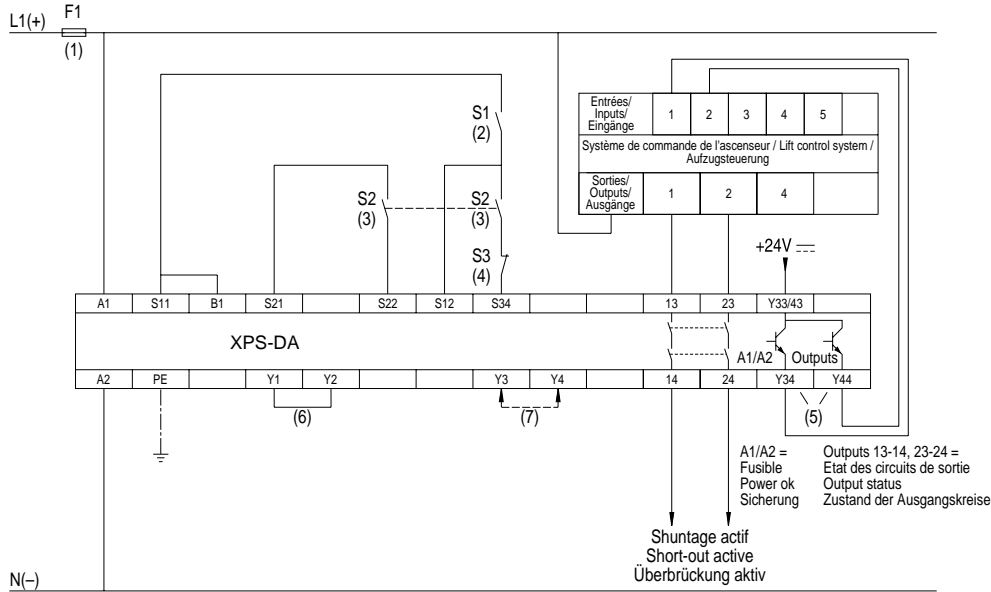 F1
L1(+)
(1)
S1
(2)
Entrées/
Inputs/
Eingänge
1 2 3 4 5
Système de commande de l'ascenseur / Lift control system /
Aufzugsteuerung
Sorties/
Outputs/
Ausgänge
1 2 4
S2
(3)
S2
(3)
S3
(4)
+24V
A1 S11 B1 S21 S22 S12 S34 13 23 Y33/43
XPS-DA
A1/A2 Outputs
A2 PE Y1 Y2 Y3 Y4 14 24 Y34 Y44
(6)
(7)
(5)
A1/A2 = Outputs 13-14, 23-24 =
Fusible Etat des circuits de sortie
Power ok Output status
Sicherung Zustand der Ausgangskreise
Shuntage actif
Short-out active
Überbrückung aktiv
N(–)